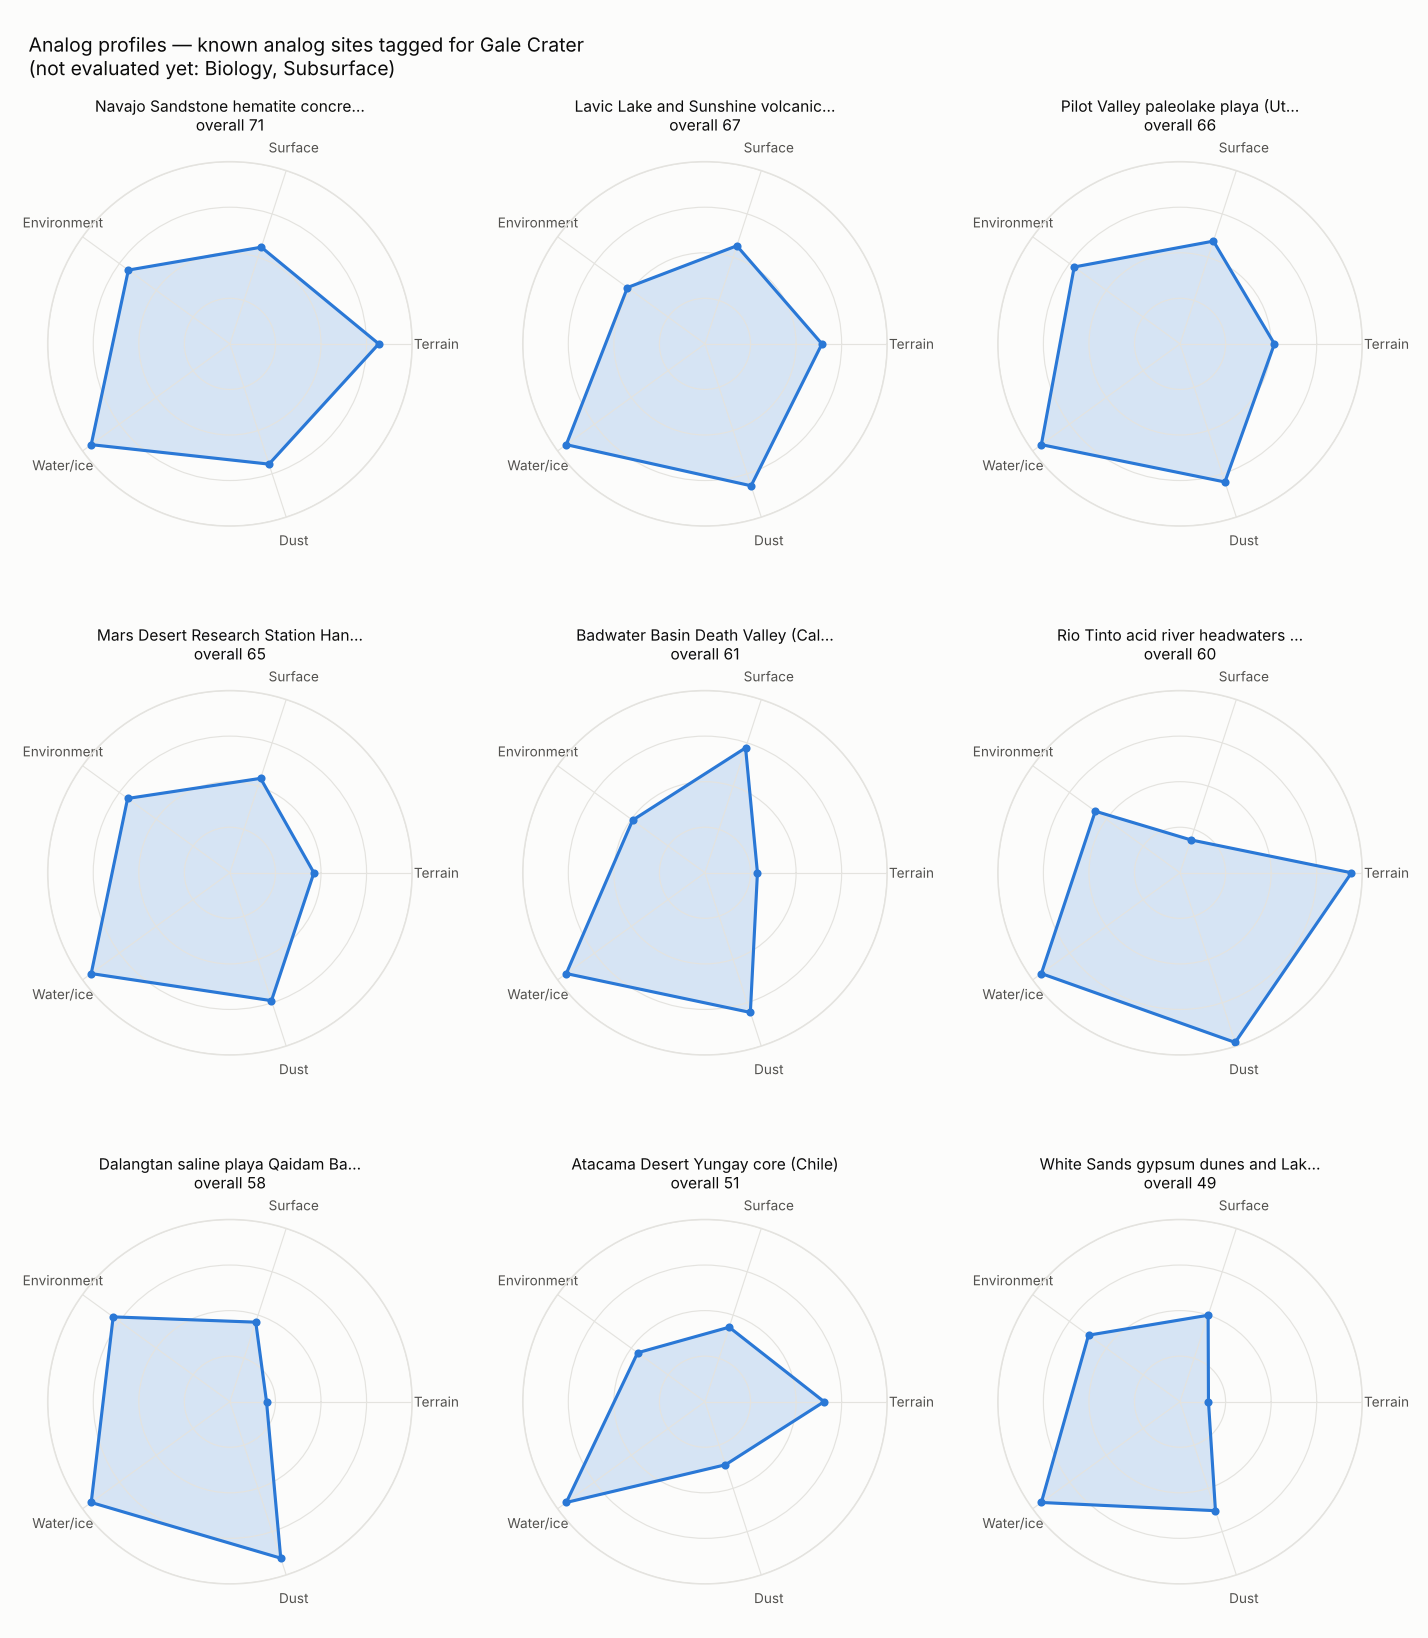 Analog profiles — known analog sites tagged for Gale Crater
(not evaluated yet: Biology, Subsurface)
Navajo Sandstone hematite concre...
overall 71
Surface
Environment
Terrain
Water/ice
Dust
Lavic Lake and Sunshine volcanic...
overall 67
Surface
Environment
Terrain
Water/ice
Dust
Pilot Valley paleolake playa (Ut...
overall 66
Surface
Environment
Terrain
Water/ice
Dust
Mars Desert Research Station Han...
overall 65
Surface
Environment
Terrain
Water/ice
Dust
Badwater Basin Death Valley (Cal...
overall 61
Surface
Environment
Terrain
Water/ice
Dust
Rio Tinto acid river headwaters ...
overall 60
Surface
Environment
Terrain
Water/ice
Dust
Dalangtan saline playa Qaidam Ba...
overall 58
Surface
Environment
Terrain
Water/ice
Dust
Atacama Desert Yungay core (Chile)
overall 51
Surface
Environment
Terrain
Water/ice
Dust
White Sands gypsum dunes and Lak...
overall 49
Surface
Environment
Terrain
Water/ice
Dust